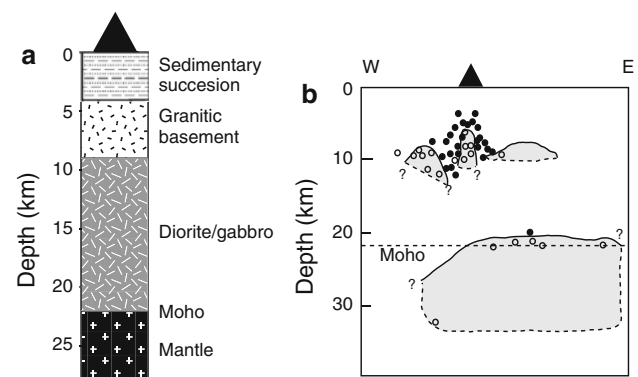 a
0
5
10
15
20
25
Depth (km)
Sedimentary
succesion
Granitic
basement
Diorite/gabbro
Moho
Mantle
b
W
E
0
10
20
30
Depth (km)
?
?
?
?
?
?
Moho